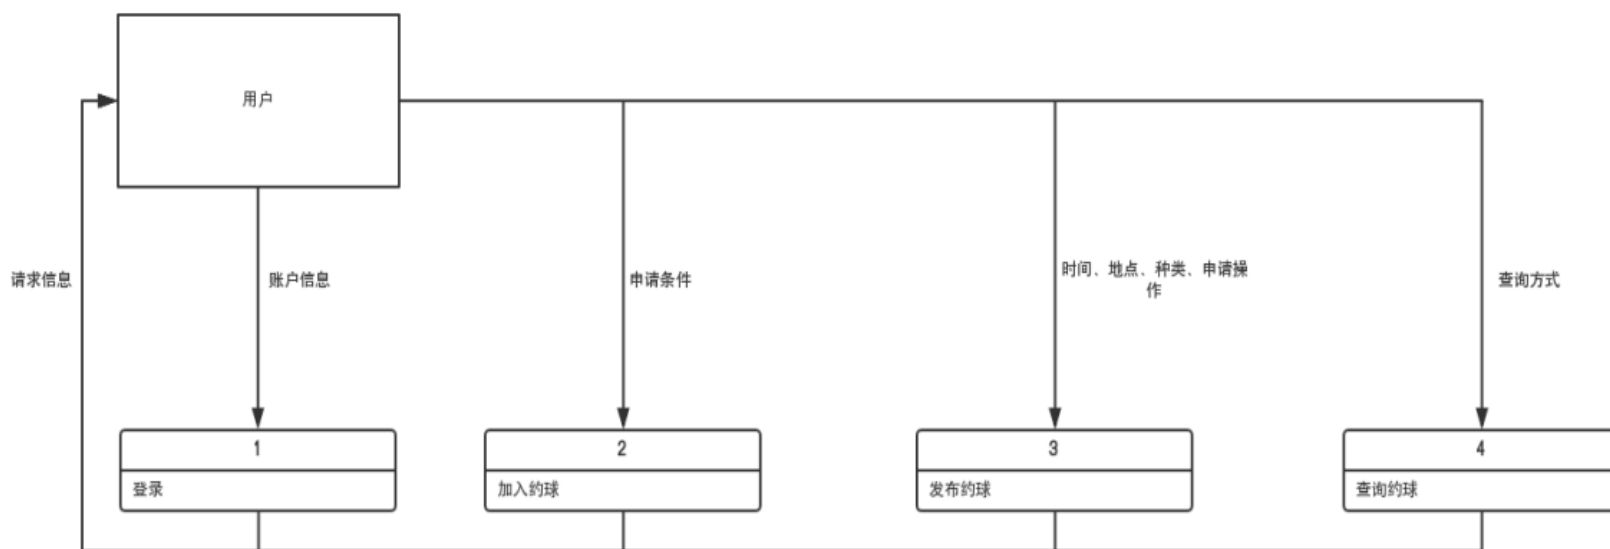 用户
请求信息
账户信息
申请条件
时间、地点、种类、申请操
作
查询方式
1
登录
2
加入约球
3
发布约球
4
查询约球